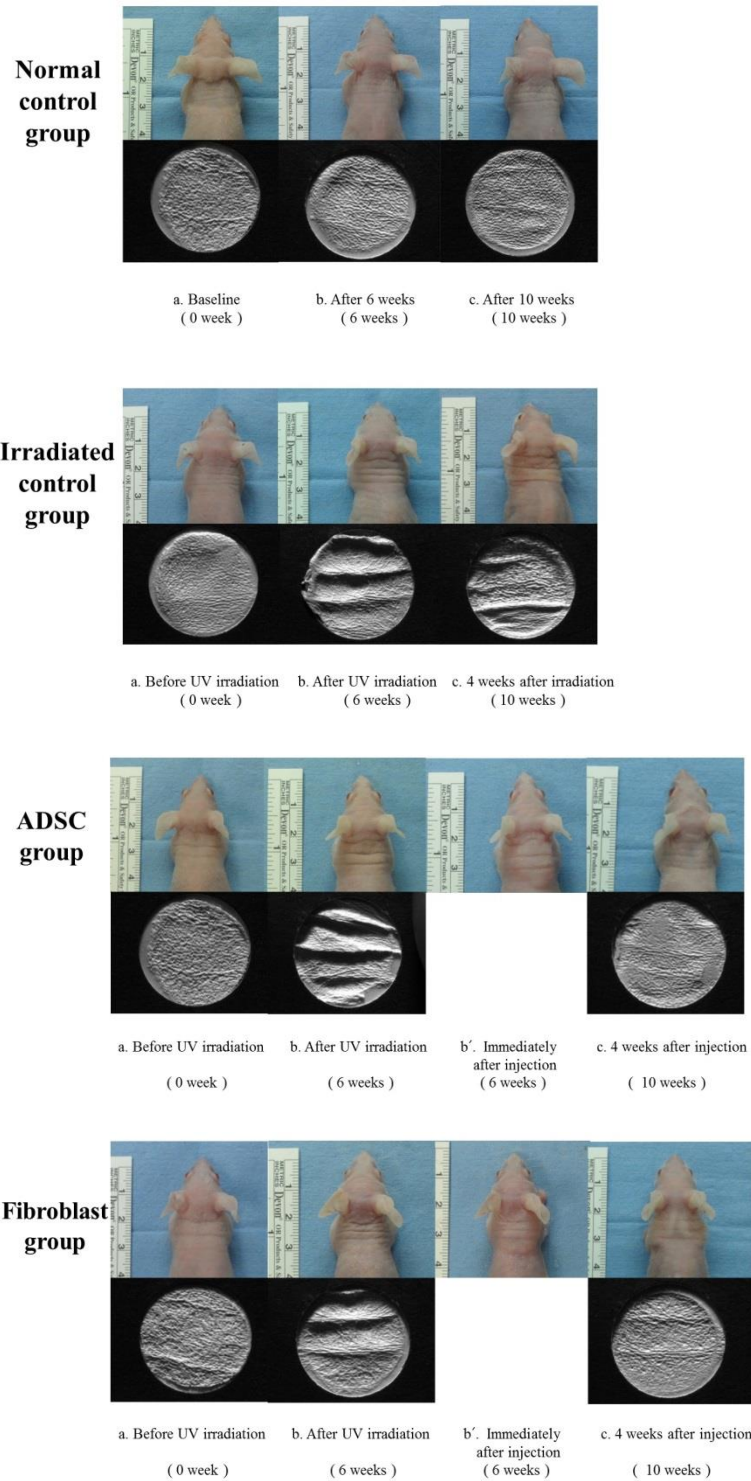 Normal
control
group
a. Baseline
( 0 week )
b. After 6 weeks
( 6 weeks )
c. After 10 weeks
( 10 weeks )
Irradiated
control
group
a. Before UV irradiation
( 0 week )
b. After UV irradiation
( 6 weeks )
c. 4 weeks after irradiation
( 10 weeks )
ADSC
group
a. Before UV irradiation
( 0 week )
b. After UV irradiation
( 6 weeks )
b´. Immediately
after injection
( 6 weeks )
c. 4 weeks after injection
( 10 weeks )
Fibroblast
group
a. Before UV irradiation
( 0 week )
b. After UV irradiation
( 6 weeks )
b´. Immediately
after injection
( 6 weeks )
c. 4 weeks after injection
( 10 weeks )